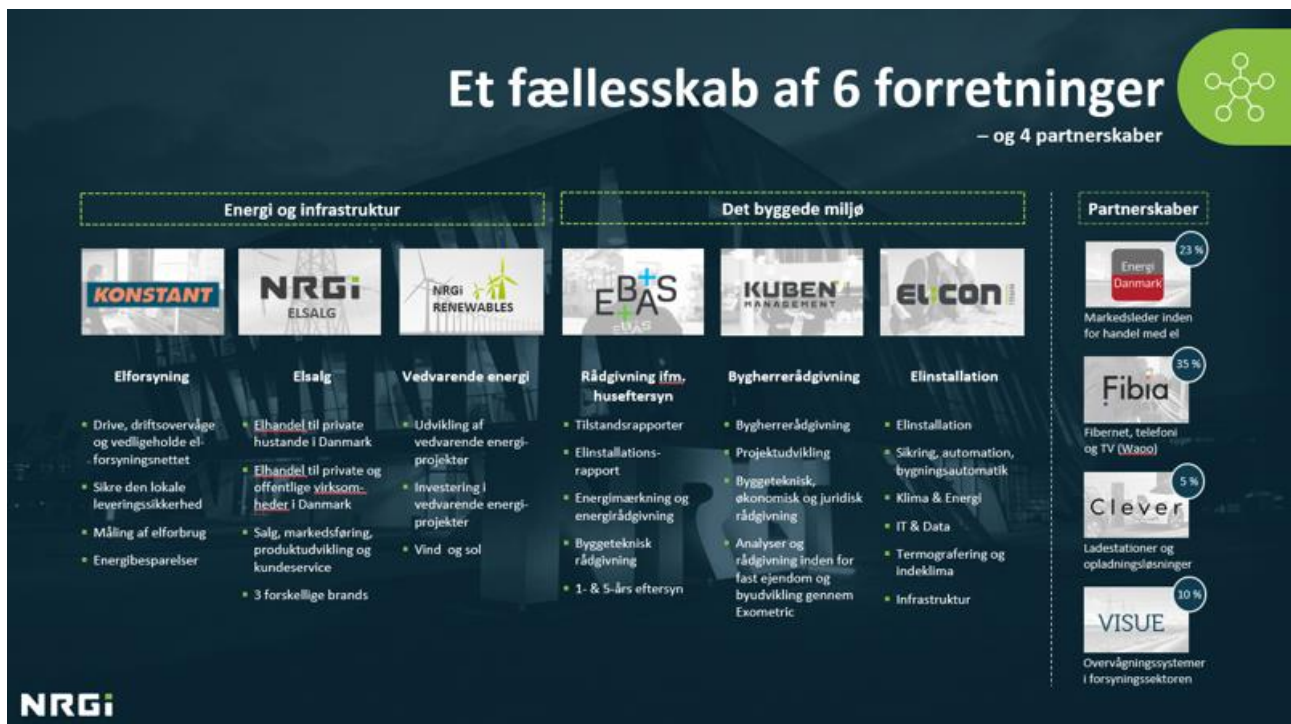 Et fællesskab af 6 forretninger
– og 4 partnerskaber
Energi og infrastruktur
KONSTANT
Elforsyning
Drive, driftsovervåge
og vedligeholde el-
forsyningsnettet
Sikre den lokale
leveringssikkerhed
Måling af elforbrug
Energibesparelser
NRGi
ELSALG
Elsalg
Elhandel til private
hustande i Danmark
Elhandel til private og
offentlige virksom-
heder i Danmark
Salg, markedsføring,
produktudvikling og
kundeservice
3 forskellige brands
NRGi
RENEWABLES
Vedvarende energi
Udvikling af
vedvarende energi-
projekter
Investering i
vedvarende energi-
projekter
Vind og sol
Det byggede miljø
EBAS
Rådgivning ifm.
huseftersyn
Tilstandsrapporter
Elinstallations-
rapport
Energimærkning og
energirådgivning
Byggeteknisk
rådgivning
1- & 5-års eftersyn
KUBEN
MANAGEMENT
Bygherrerådgivning
Bygherrerådgivning
Projektudvikling
Byggeteknisk,
økonomisk og juridisk
rådgivning
Analyser og
rådgivning inden for
fast ejendom og
byudvikling gennem
Exometric
EL:CON
Elinstallation
Elinstallation
Sikring, automation,
bygningsautomatik
Klima & Energi
IT & Data
Termografering og
indeklima
Infrastruktur
Partnerskaber
23 %
Energi
Danmark
Markedsleder inden
for handel med el
35 %
Fibia
Fibernet, telefoni
og TV (Waoo)
5 %
Clever
Ladestationer og
opladningsløsninger
10 %
VISUE
Overvågningssystemer
i forsyningssektoren
NRGi